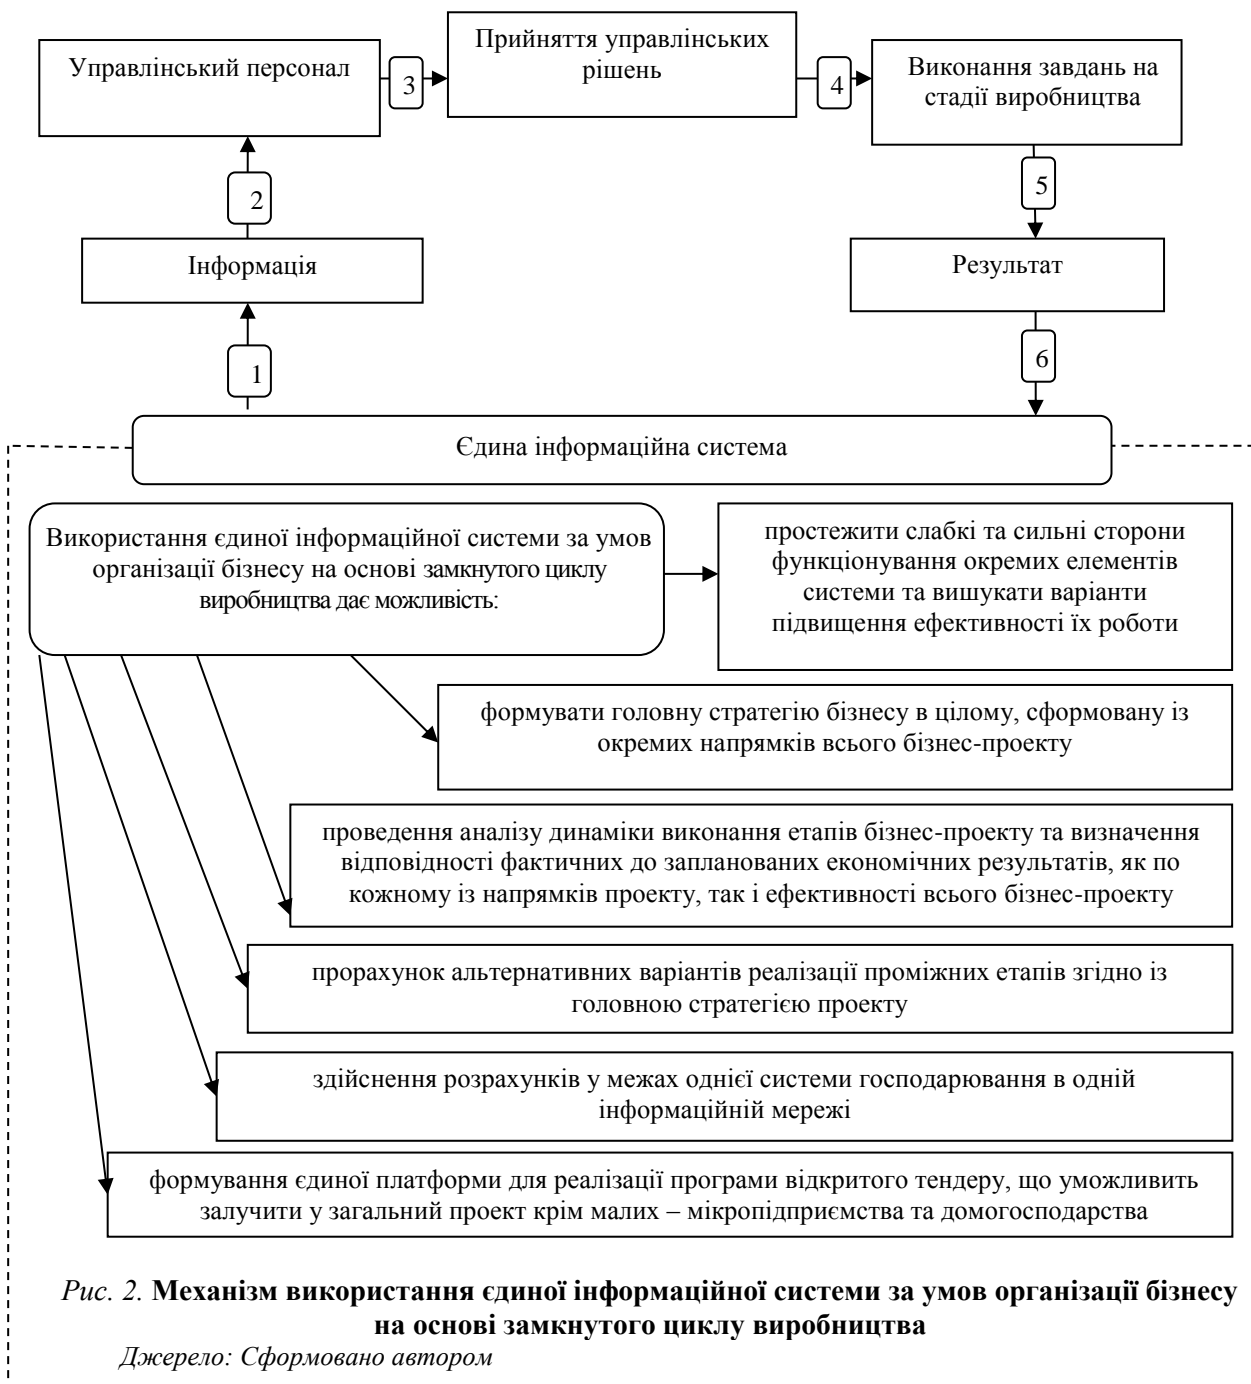 Управлінський персонал
3
Прийняття управлінських
рішень
4
Виконання завдань на
стадії виробництва
2
5
Інформація
Результат
1
6
Єдина інформаційна система
Використання єдиної інформаційної системи за умов
організації бізнесу на основі замкнутого циклу
виробництва дає можливість:
простежити слабкі та сильні сторони
функціонування окремих елементів
системи та вишукати варіанти
підвищення ефективності їх роботи
формувати головну стратегію бізнесу в цілому, сформовану із
окремих напрямків всього бізнес-проекту
проведення аналізу динаміки виконання етапів бізнес-проекту та визначення
відповідності фактичних до запланованих економічних результатів, як по
кожному із напрямків проекту, так і ефективності всього бізнес-проекту
прорахунок альтернативних варіантів реалізації проміжних етапів згідно із
головною стратегією проекту
здійснення розрахунків у межах однієї системи господарювання в одній
інформаційній мережі
формування єдиної платформи для реалізації програми відкритого тендеру, що уможливить
залучити у загальний проект крім малих – мікропідприємства та домогосподарства
Рис. 2. Механізм використання єдиної інформаційної системи за умов організації бізнесу
на основі замкнутого циклу виробництва
Джерело: Сформовано автором